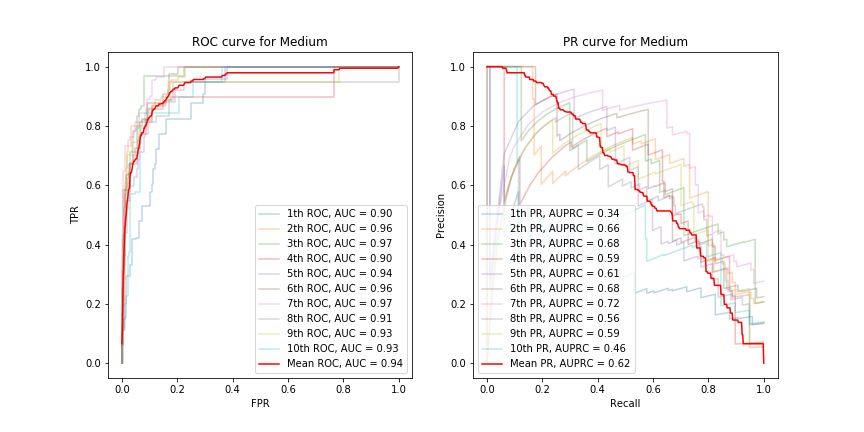 ROC curve for Medium
TPR
1.0
0.8
0.6
0.4
0.2
0.0
0.0 0.2 0.4 0.6 0.8 1.0
FPR
1th ROC, AUC = 0.90
2th ROC, AUC = 0.96
3th ROC, AUC = 0.97
4th ROC, AUC = 0.90
5th ROC, AUC = 0.94
6th ROC, AUC = 0.96
7th ROC, AUC = 0.97
8th ROC, AUC = 0.91
9th ROC, AUC = 0.93
10th ROC, AUC = 0.93
Mean ROC, AUC = 0.94
PR curve for Medium
Precision
1.0
0.8
0.6
0.4
0.2
0.0
0.0 0.2 0.4 0.6 0.8 1.0
Recall
1th PR, AUPRC = 0.34
2th PR, AUPRC = 0.66
3th PR, AUPRC = 0.68
4th PR, AUPRC = 0.59
5th PR, AUPRC = 0.61
6th PR, AUPRC = 0.68
7th PR, AUPRC = 0.72
8th PR, AUPRC = 0.56
9th PR, AUPRC = 0.59
10th PR, AUPRC = 0.46
Mean PR, AUPRC = 0.62